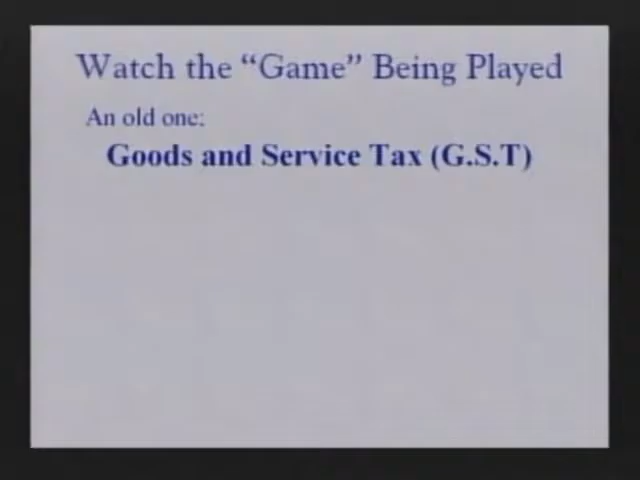 Watch the “Game” Being Played
An old one:
Goods and Service Tax (G.S.T)